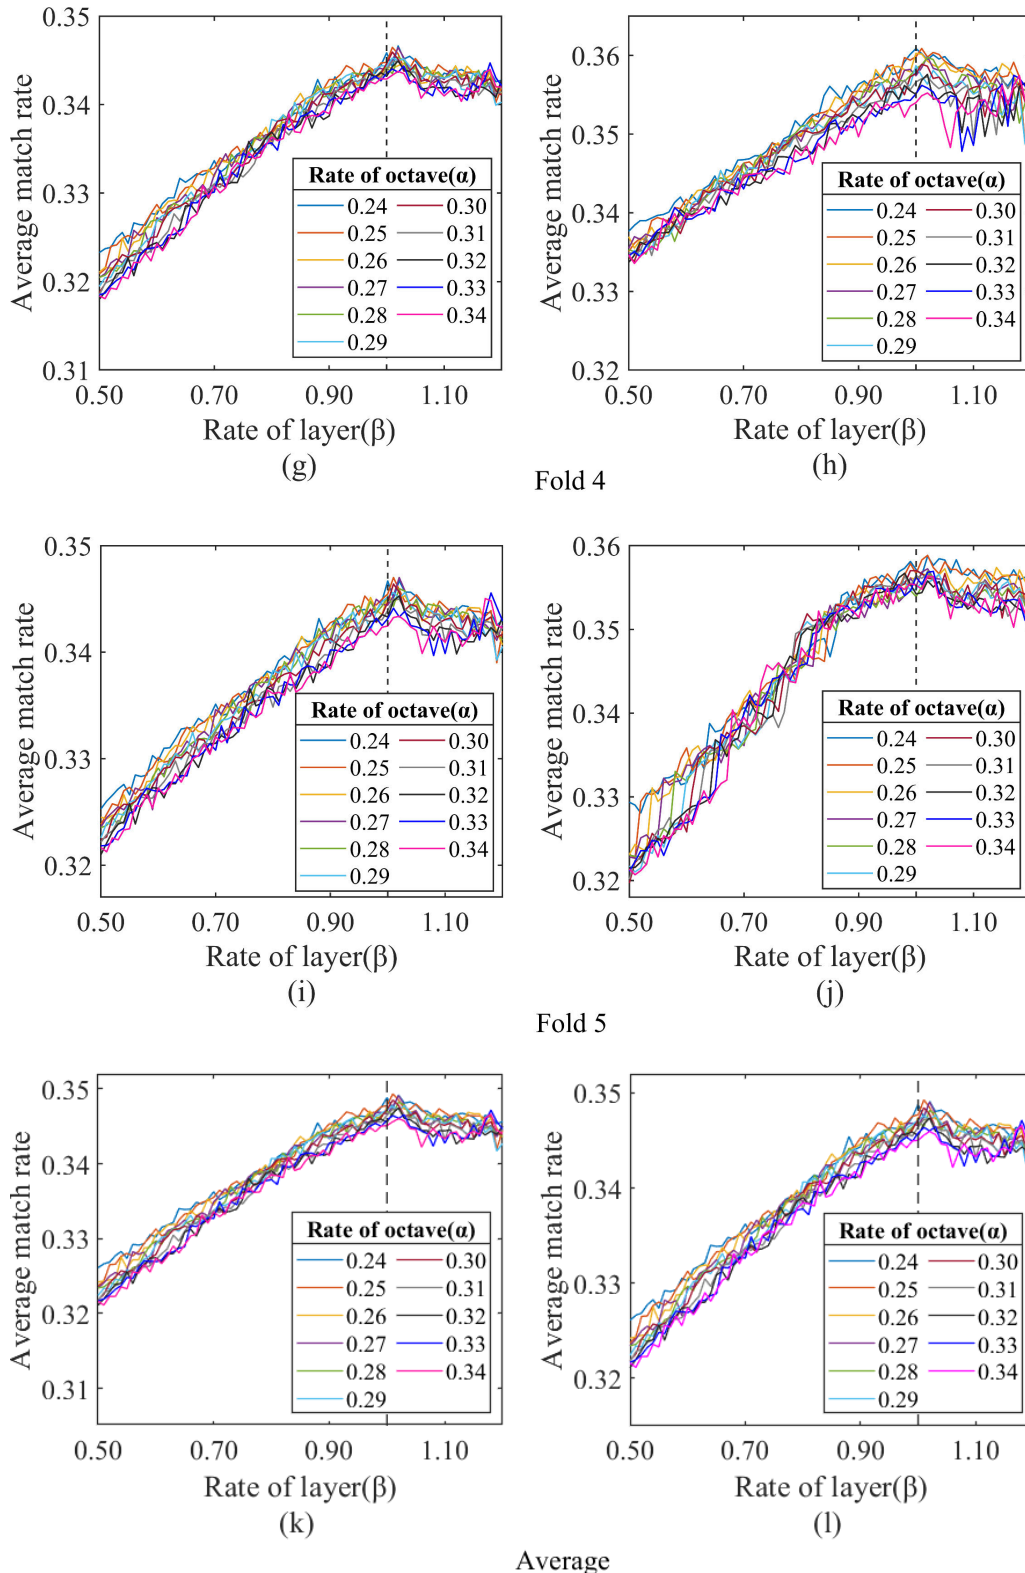 0.35
0.34
0.33
0.32
0.31
Average match rate
0.50 0.70 0.90 1.10
Rate of layer(β)
(g)
Rate of octave(α)
0.24 0.30
0.25 0.31
0.26 0.32
0.27 0.33
0.28 0.34
0.29
0.36
0.35
0.34
0.33
0.32
Average match rate
0.50 0.70 0.90 1.10
Rate of layer(β)
(h)
Rate of octave(α)
0.24 0.30
0.25 0.31
0.26 0.32
0.27 0.33
0.28 0.34
0.29
Fold 4
0.35
0.34
0.33
0.32
Average match rate
0.50 0.70 0.90 1.10
Rate of layer(β)
(i)
Rate of octave(α)
0.24 0.30
0.25 0.31
0.26 0.32
0.27 0.33
0.28 0.34
0.29
0.36
0.35
0.34
0.33
0.32
Average match rate
0.50 0.70 0.90 1.10
Rate of layer(β)
(j)
Rate of octave(α)
0.24 0.30
0.25 0.31
0.26 0.32
0.27 0.33
0.28 0.34
0.29
Fold 5
0.35
0.34
0.33
0.32
0.31
Average match rate
0.50 0.70 0.90 1.10
Rate of layer(β)
(k)
Rate of octave(α)
0.24 0.30
0.25 0.31
0.26 0.32
0.27 0.33
0.28 0.34
0.29
0.35
0.34
0.33
0.32
Average match rate
0.50 0.70 0.90 1.10
Rate of layer(β)
(l)
Rate of octave(α)
0.24 0.30
0.25 0.31
0.26 0.32
0.27 0.33
0.28 0.34
0.29
Average